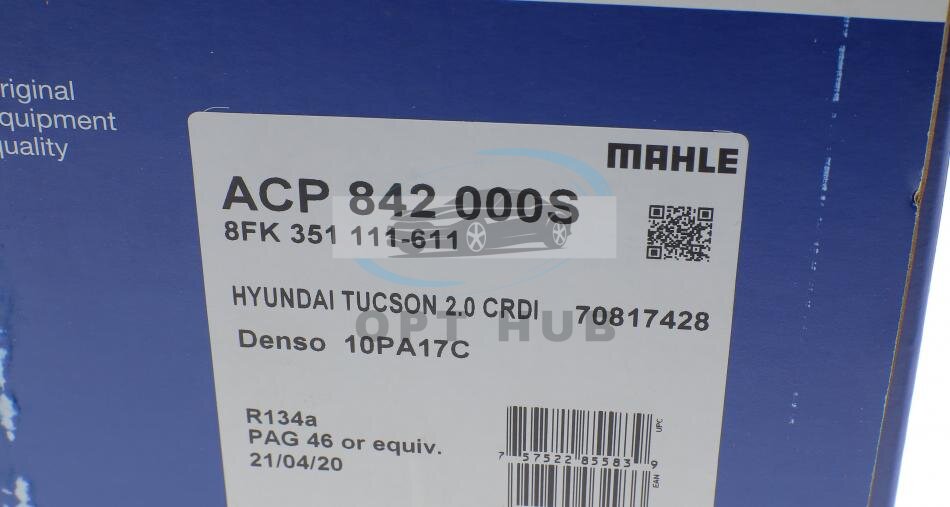 riginal
quipment
quality
MAHLE
ACP 842 000S
8FK 351 111-611
HYUNDAI TUCSON 2.0 CRDI 70817428
OPT HUB
Denso 10PA17C
R134a
PAG 46 or equiv.
21/04/20
UPC
7 57522 85583 9
EAN